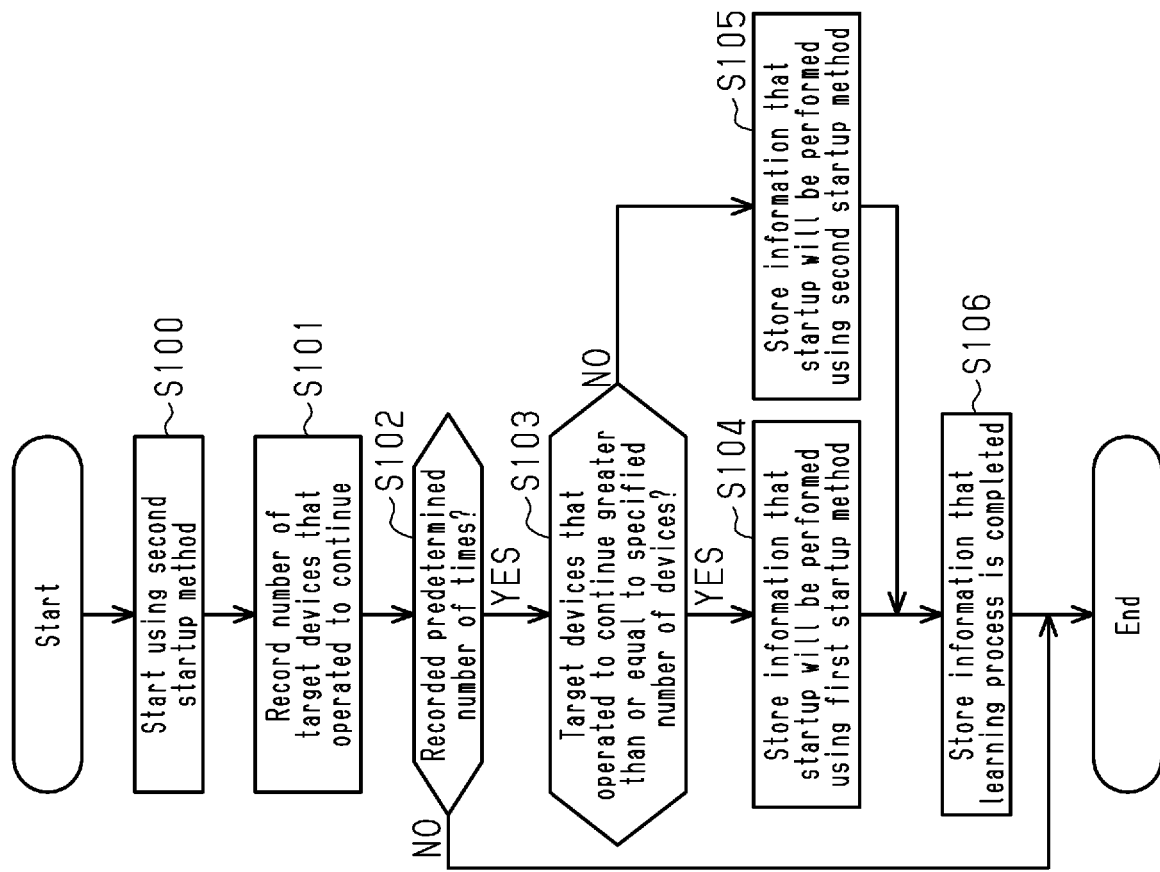 Start
S100
Start using second
startup method
S101
Record number of
target devices that
operated to continue
S102
Recorded predetermined
number of times?
NO
YES
S103
Target devices that
operated to continue greater
than or equal to specified
number of devices?
NO
YES
S104
Store information that
startup will be performed
using first startup method
S105
Store information that
startup will be performed
using second startup method
S106
Store information that
learning process is completed
End